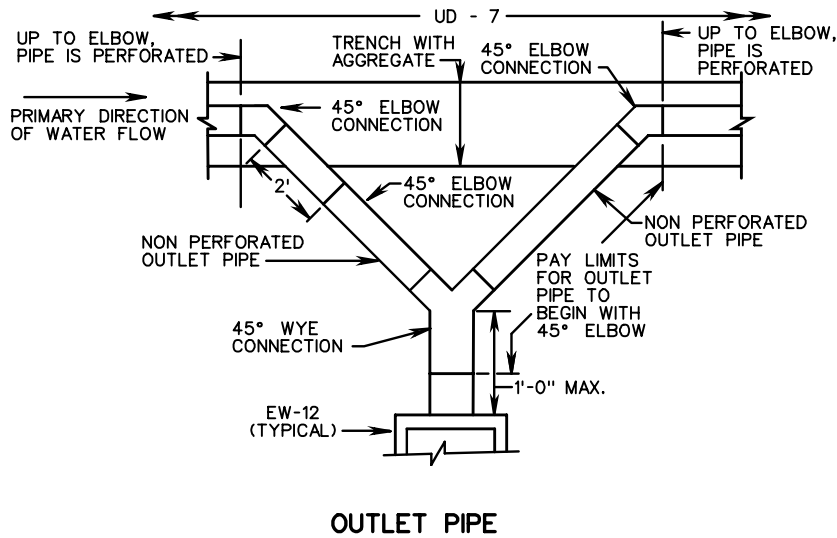 UD - 7
UP TO ELBOW,
PIPE IS PERFORATED
TRENCH WITH
AGGREGATE
45° ELBOW
CONNECTION
UP TO ELBOW,
PIPE IS
PERFORATED
PRIMARY DIRECTION
OF WATER FLOW
45° ELBOW
CONNECTION
2'
45° ELBOW
CONNECTION
NON PERFORATED
OUTLET PIPE
NON PERFORATED
OUTLET PIPE
PAY LIMITS
FOR OUTLET
PIPE TO
BEGIN WITH
45° ELBOW
45° WYE
CONNECTION
1'-0" MAX.
EW-12
(TYPICAL)
OUTLET PIPE